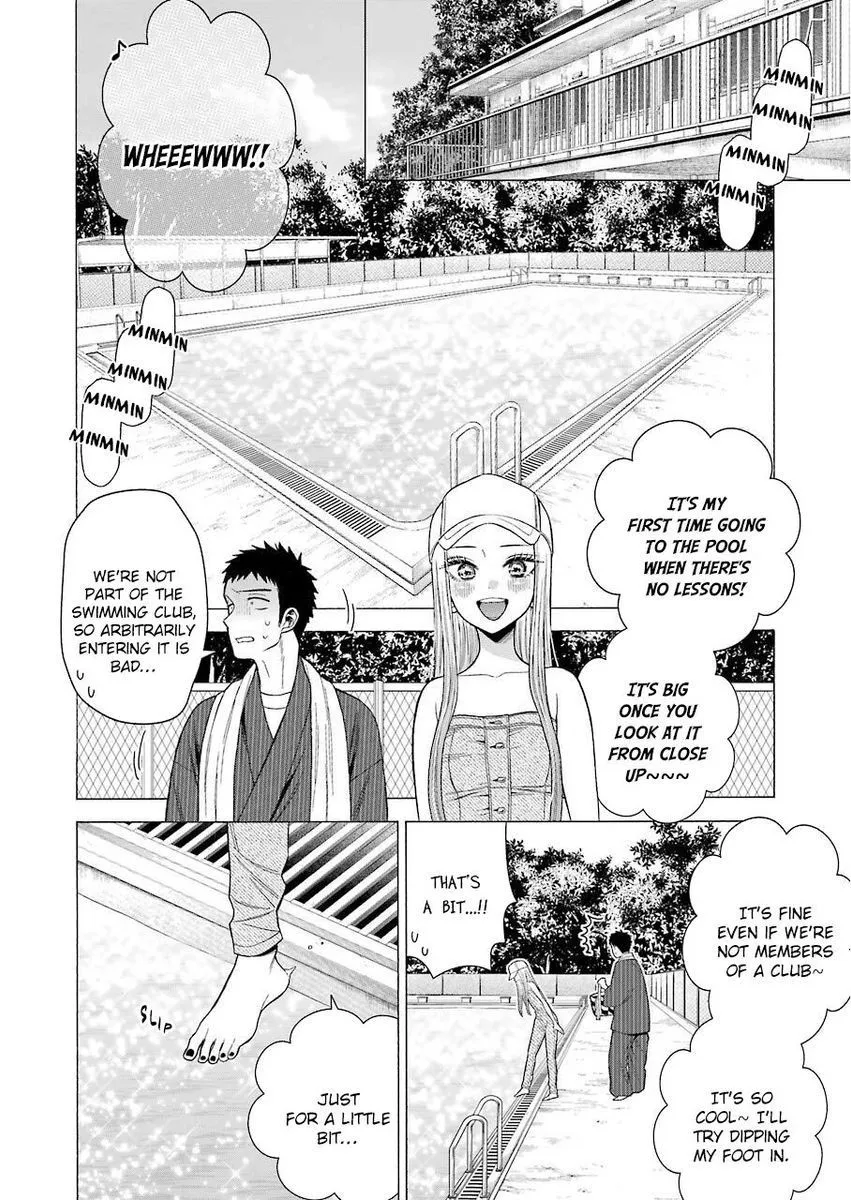 MINMIN
MINMIN
MINMIN
MINMIN
♪
WHEEEWWW!!
MINMIN
MINMIN
MINMIN
MINMIN
IT'S MY
FIRST TIME GOING
TO THE POOL
WHEN THERE'S
NO LESSONS!
IT'S BIG
ONCE YOU
LOOK AT IT
FROM CLOSE
UP~~~
WE'RE NOT
PART OF THE
SWIMMING CLUB,
SO ARBITRARILY
ENTERING IT IS
BAD...
IT'S FINE
EVEN IF WE'RE
NOT MEMBERS
OF A CLUB~
IT'S SO
COOL~ I'LL
TRY DIPPING
MY FOOT IN.
THAT'S
A BIT...!!
JUST
FOR A LITTLE
BIT...
SLIP